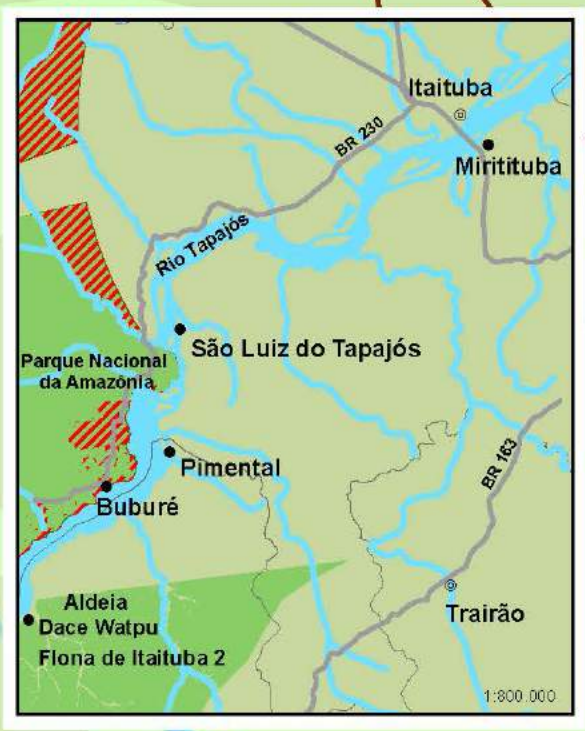 Itaituba
BR 230
Miritituba
Rio Tapajós
São Luiz do Tapajós
Parque Nacional
da Amazônia
Pimental
BR 163
Buburé
Aldeia
Dace Watpu
Trairão
Flona de Itaituba 2
1:800.000